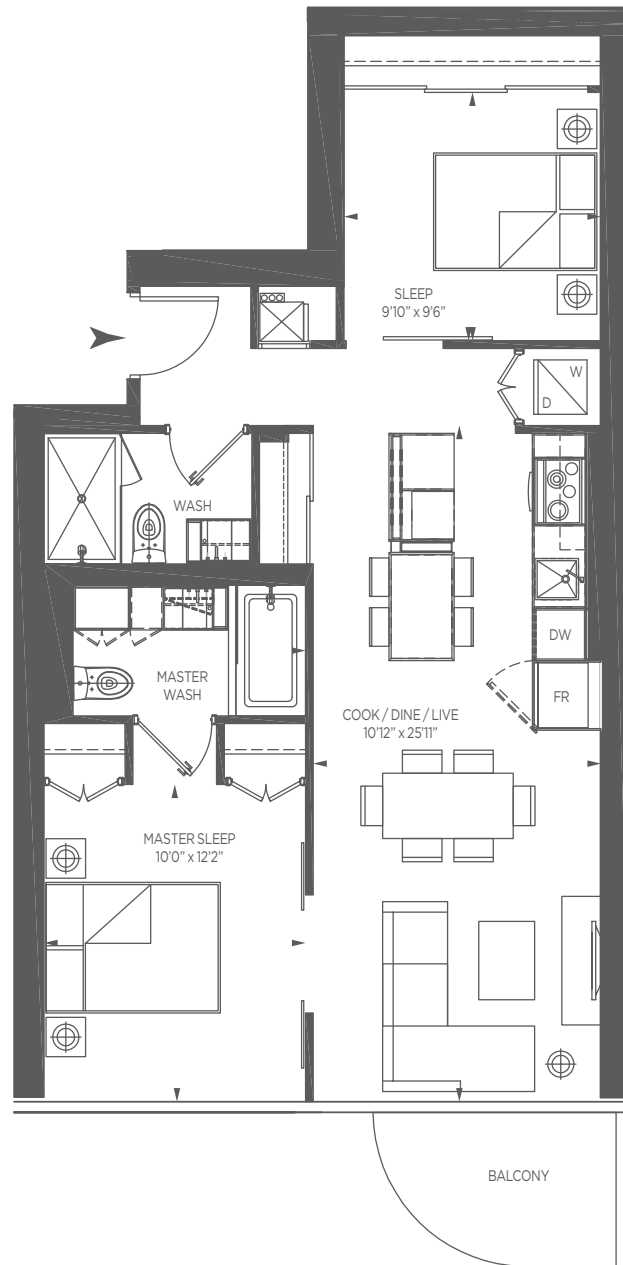 SLEEP
9'10" x 9'6"
W
D
WASH
DW
MASTER
WASH
FR
COOK / DINE / LIVE
10'12" x 25'11"
MASTER SLEEP
10'0" x 12'2"
BALCONY